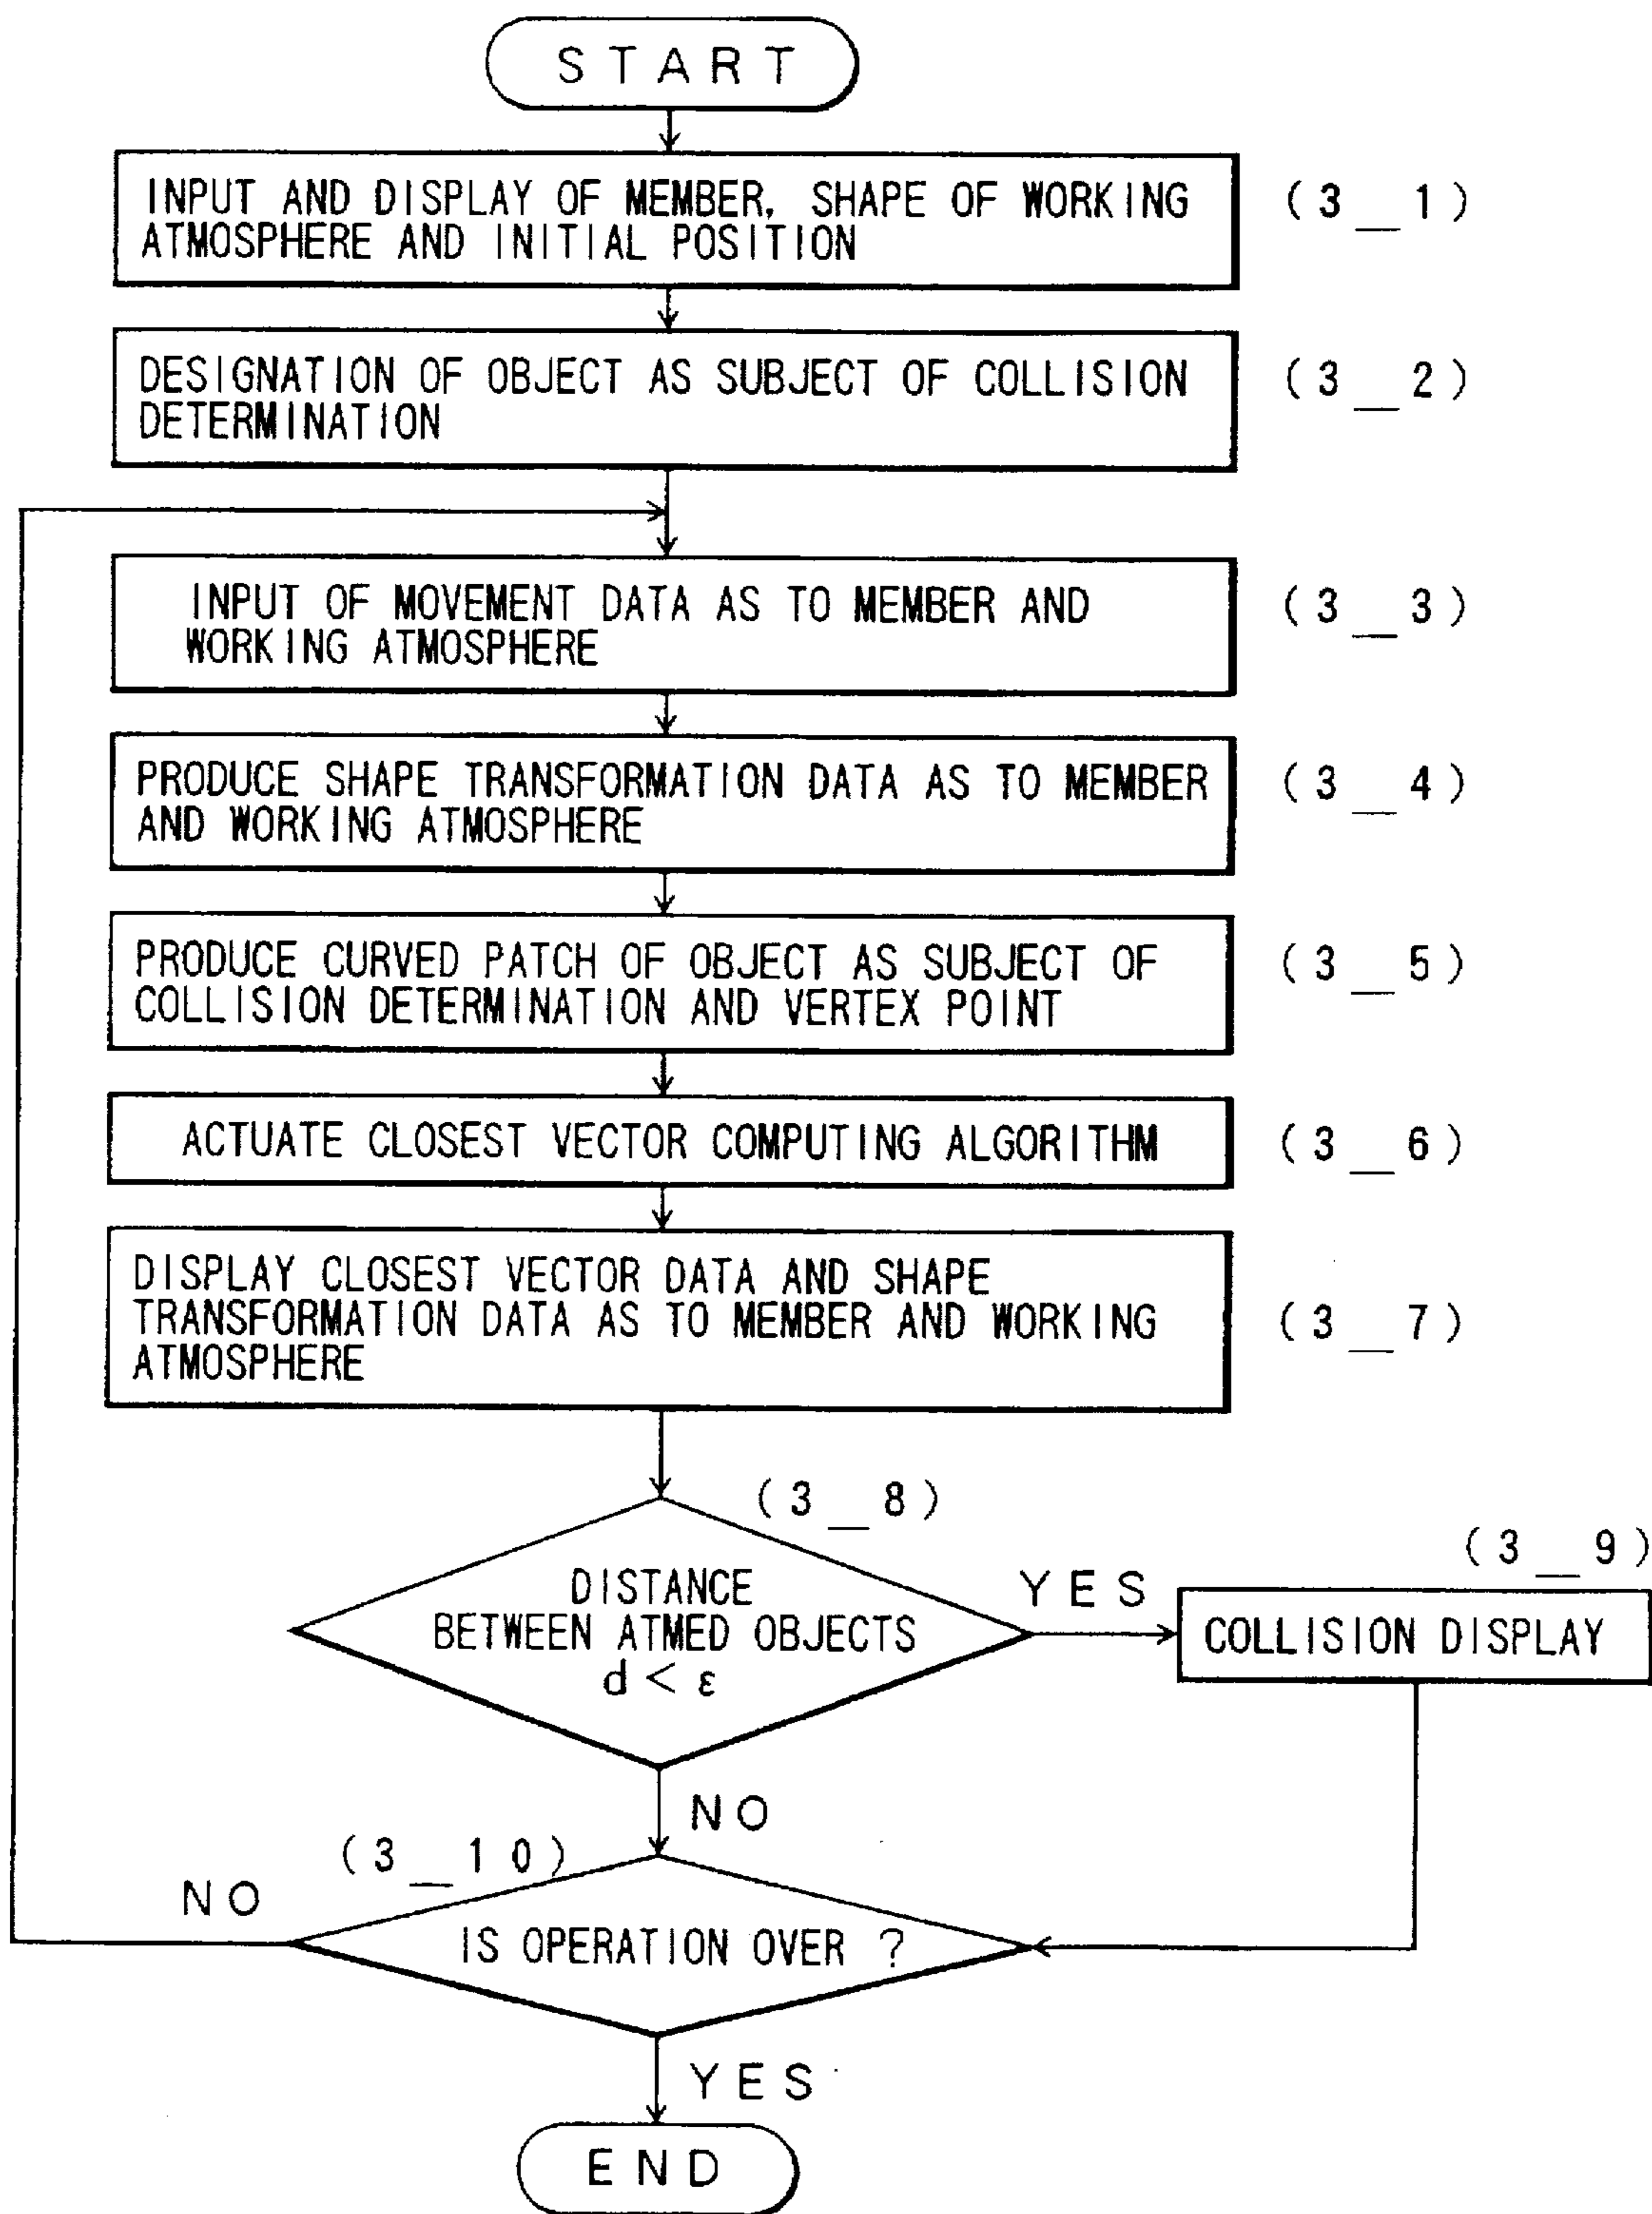 START
INPUT AND DISPLAY OF MEMBER, SHAPE OF WORKING
ATMOSPHERE AND INITIAL POSITION
(3_1)
DESIGNATION OF OBJECT AS SUBJECT OF COLLISION
DETERMINATION
(3_2)
INPUT OF MOVEMENT DATA AS TO MEMBER AND
WORKING ATMOSPHERE
(3_3)
PRODUCE SHAPE TRANSFORMATION DATA AS TO MEMBER
AND WORKING ATMOSPHERE
(3_4)
PRODUCE CURVED PATCH OF OBJECT AS SUBJECT OF
COLLISION DETERMINATION AND VERTEX POINT
(3_5)
ACTUATE CLOSEST VECTOR COMPUTING ALGORITHM
(3_6)
DISPLAY CLOSEST VECTOR DATA AND SHAPE
TRANSFORMATION DATA AS TO MEMBER AND WORKING
ATMOSPHERE
(3_7)
(3_8)
DISTANCE
BETWEEN ATMED OBJECTS
d < ε
YES
(3_9)
COLLISION DISPLAY
NO
(3_10)
NO
IS OPERATION OVER ?
YES
END